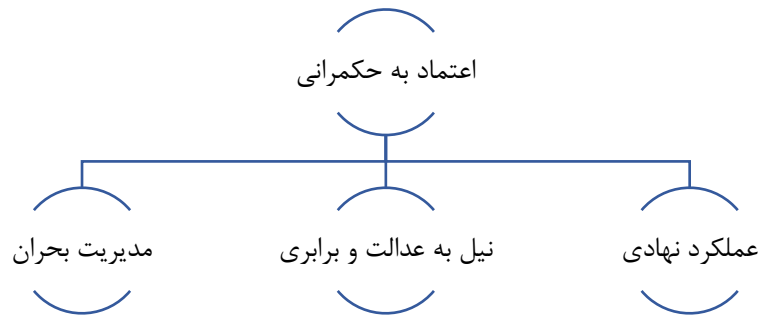 اعتماد به حکمرانی
عملکرد نهادی
نیل به عدالت و برابری
مدیریت بحران